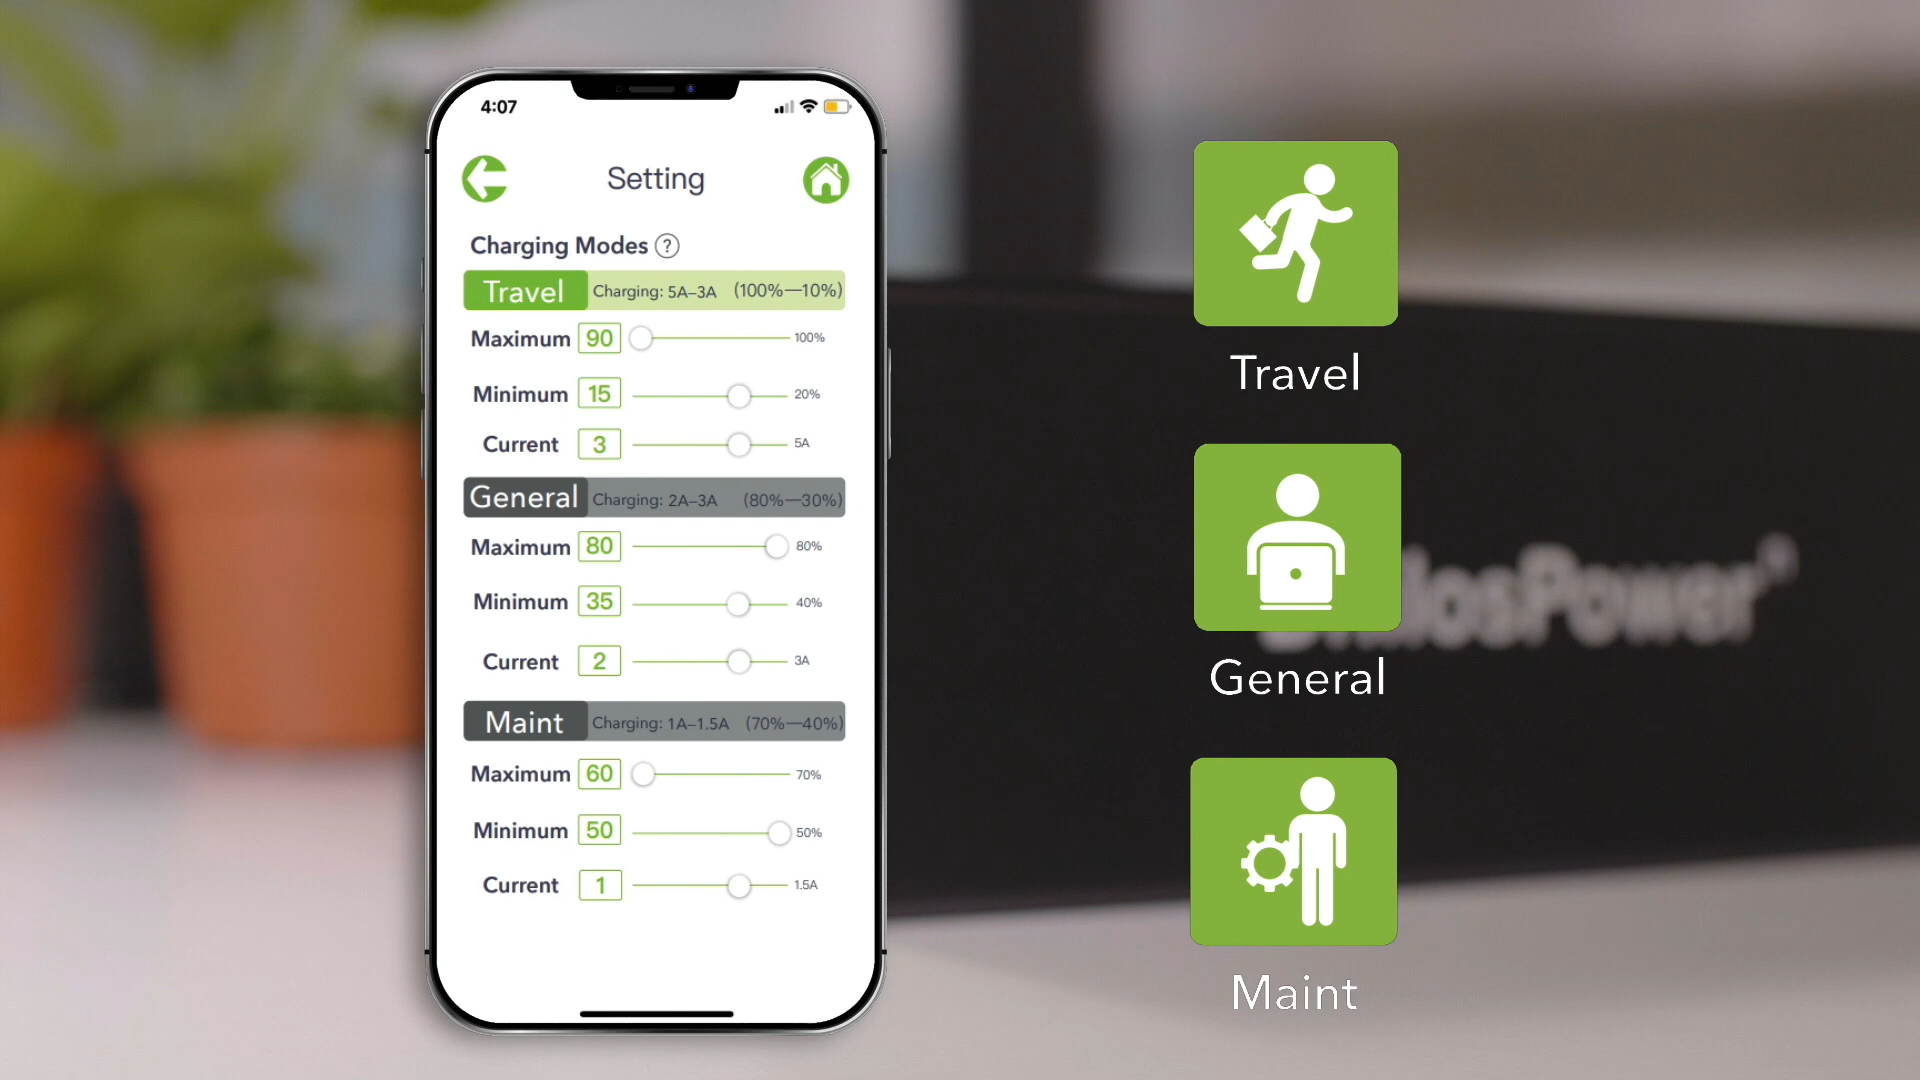 4:07
Setting
Charging Modes ?
Travel Charging: 5A–3A (100%—10%)
Maximum 90 100%
Minimum 15 20%
Current 3 5A
General Charging: 2A–3A (80%—30%)
Maximum 80 80%
Minimum 35 40%
Current 2 3A
Maint Charging: 1A–1.5A (70%—40%)
Maximum 60 70%
Minimum 50 50%
Current 1 1.5A
Travel
General
Maint